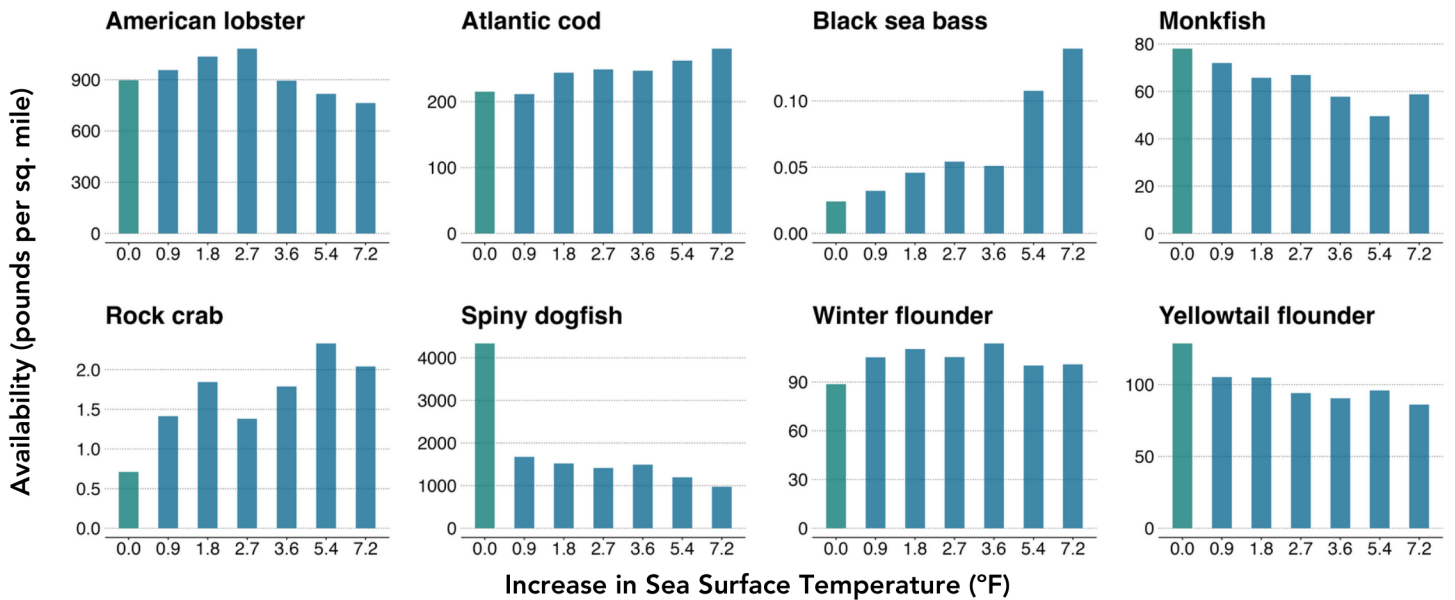 American lobster
Atlantic cod
Black sea bass
Monkfish
Availability (pounds per sq. mile)
900
600
300
0
0.0 0.9 1.8 2.7 3.6 5.4 7.2
200
100
0
0.0 0.9 1.8 2.7 3.6 5.4 7.2
0.10
0.05
0.00
0.0 0.9 1.8 2.7 3.6 5.4 7.2
80
60
40
20
0
0.0 0.9 1.8 2.7 3.6 5.4 7.2
Rock crab
Spiny dogfish
Winter flounder
Yellowtail flounder
2.0
1.5
1.0
0.5
0.0
0.0 0.9 1.8 2.7 3.6 5.4 7.2
4000
3000
2000
1000
0
0.0 0.9 1.8 2.7 3.6 5.4 7.2
90
60
30
0
0.0 0.9 1.8 2.7 3.6 5.4 7.2
100
50
0
0.0 0.9 1.8 2.7 3.6 5.4 7.2
Increase in Sea Surface Temperature (°F)